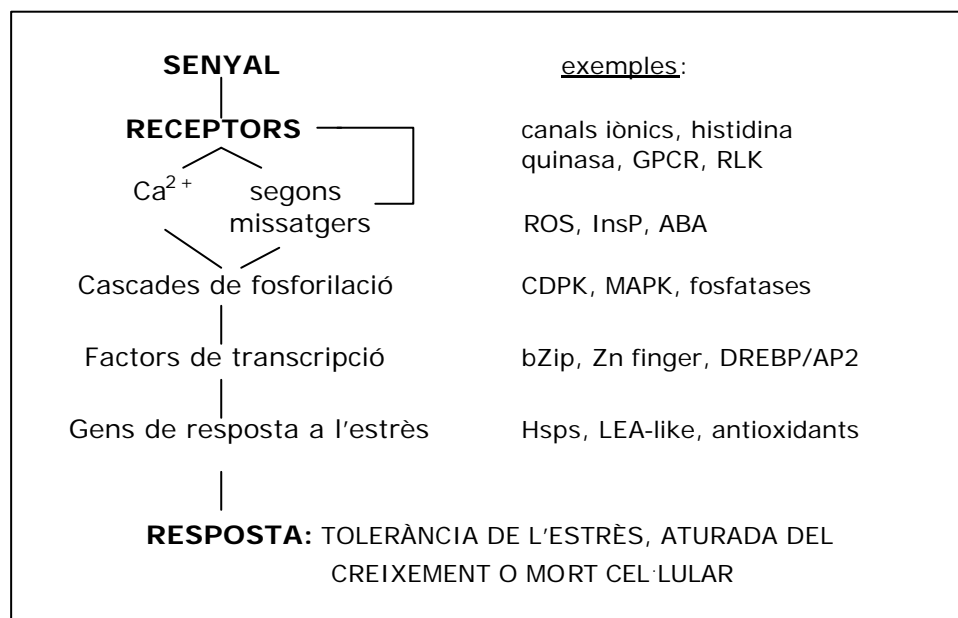 SENYAL
exemples:
RECEPTORS
canals iònics, histidina
quinasa, GPCR, RLK
Ca2+
segons
missatgers
ROS, InsP, ABA
Cascades de fosforilació
CDPK, MAPK, fosfatases
Factors de transcripció
bZip, Zn finger, DREBP/AP2
Gens de resposta a l'estrès
Hsps, LEA-like, antioxidants
RESPOSTA: TOLERÀNCIA DE L'ESTRÈS, ATURADA DEL
CREIXEMENT O MORT CEL·LULAR